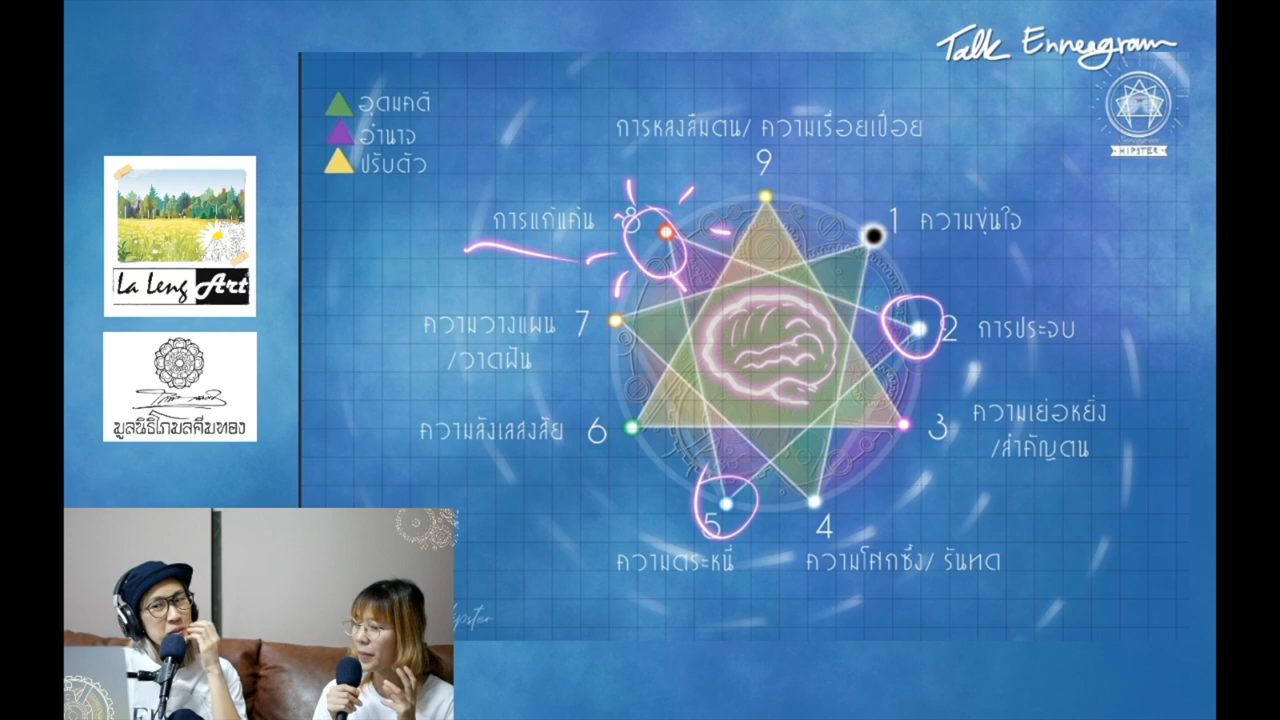 Talk Enneagram
HIPSTER
อุดมคติ
อำนาจ
ปรับตัว
การหลงลืมตน/ ความเรื่อยเปื่อย
9
การแก้แค้น 8
1 ความขุ่นใจ
ความวางแผน 7
/วาดฝัน
2 การประจบ
ความลังเลสงสัย 6
3 ความเย่อหยิ่ง
/สำคัญตน
5
ความตระหนี่
4
ความโศกซึ้ง/ รันทด
La Leng Art
มูลนิธิโกมลคีมทอง